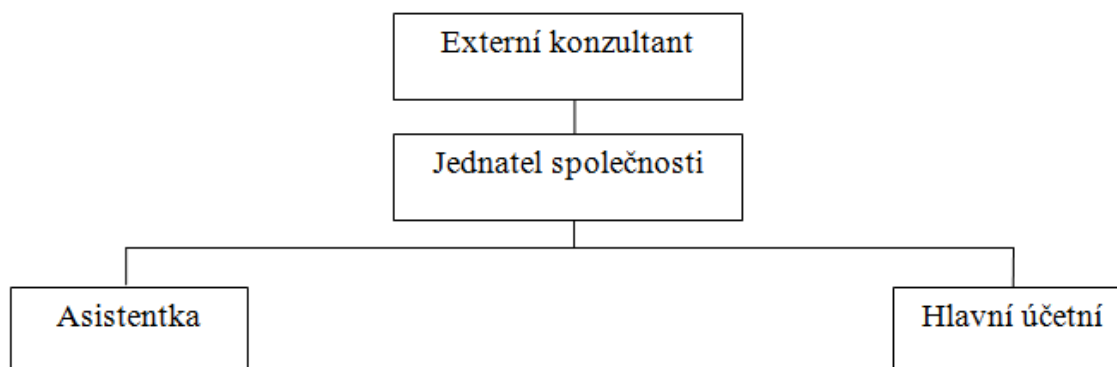 Externí konzultant
Jednatel společnosti
Asistentka
Hlavní účetní